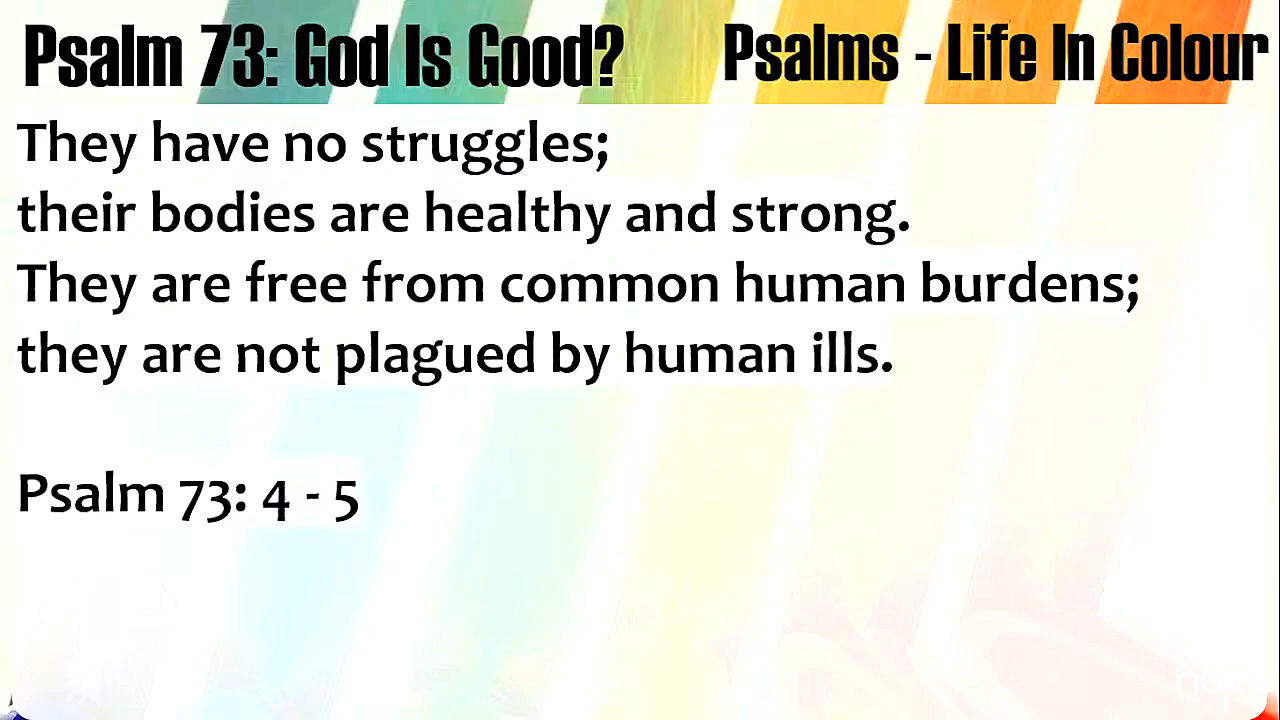 Psalm 73: God Is Good?
Psalms - Life In Colour
They have no struggles;
their bodies are healthy and strong.
They are free from common human burdens;
they are not plagued by human ills.
Psalm 73: 4 - 5